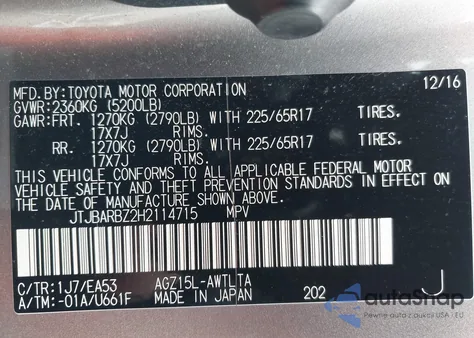 MFD.BY:TOYOTA MOTOR CORPORATION 12/16
GVWR:2360KG (5200LB)
GAWR:FRT. 1270KG (2790LB) WITH 225/65R17 TIRES.
17X7J RIMS.
RR. 1270KG (2790LB) WITH 225/65R17 TIRES.
17X7J RIMS.
THIS VEHICLE CONFORMS TO ALL APPLICABLE FEDERAL MOTOR
VEHICLE SAFETY AND THEFT PREVENTION STANDARDS IN EFFECT
ON THE DATE OF MANUFACTURE SHOWN ABOVE.
JTJBARBZ2H2114715 MPV
C/TR:1J7/EA53 AGZ15L-AWTLTA
A/TM:-01A/U661F MADE IN JAPAN 202 J
autoAstap